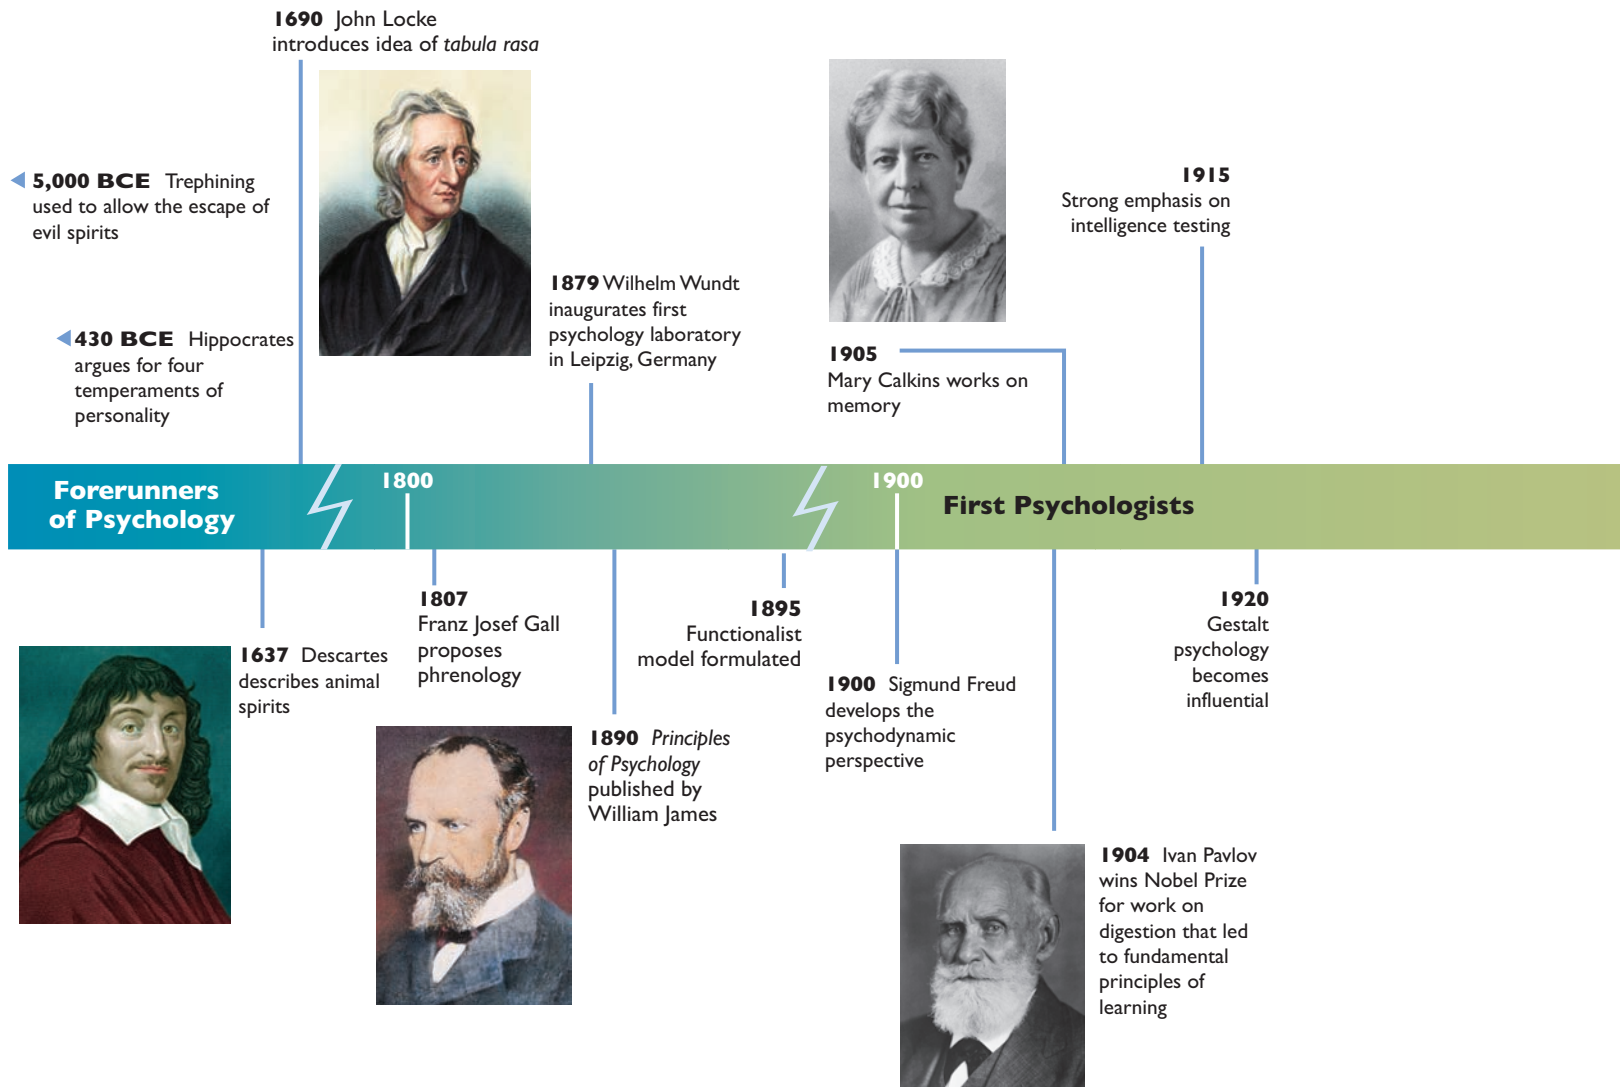 1690 John Locke
introduces idea of tabula rasa
5,000 BCE Trephining
used to allow the escape of
evil spirits
430 BCE Hippocrates
argues for four
temperaments of
personality
1879 Wilhelm Wundt
inaugurates first
psychology laboratory
in Leipzig, Germany
1905
Mary Calkins works on
memory
1915
Strong emphasis on
intelligence testing
Forerunners
of Psychology
1800
1900
First Psychologists
1637 Descartes
describes animal
spirits
1807
Franz Josef Gall
proposes
phrenology
1890 Principles
of Psychology
published by
William James
1895
Functionalist
model formulated
1900 Sigmund Freud
develops the
psychodynamic
perspective
1904 Ivan Pavlov
wins Nobel Prize
for work on
digestion that led
to fundamental
principles of
learning
1920
Gestalt
psychology
becomes
influential